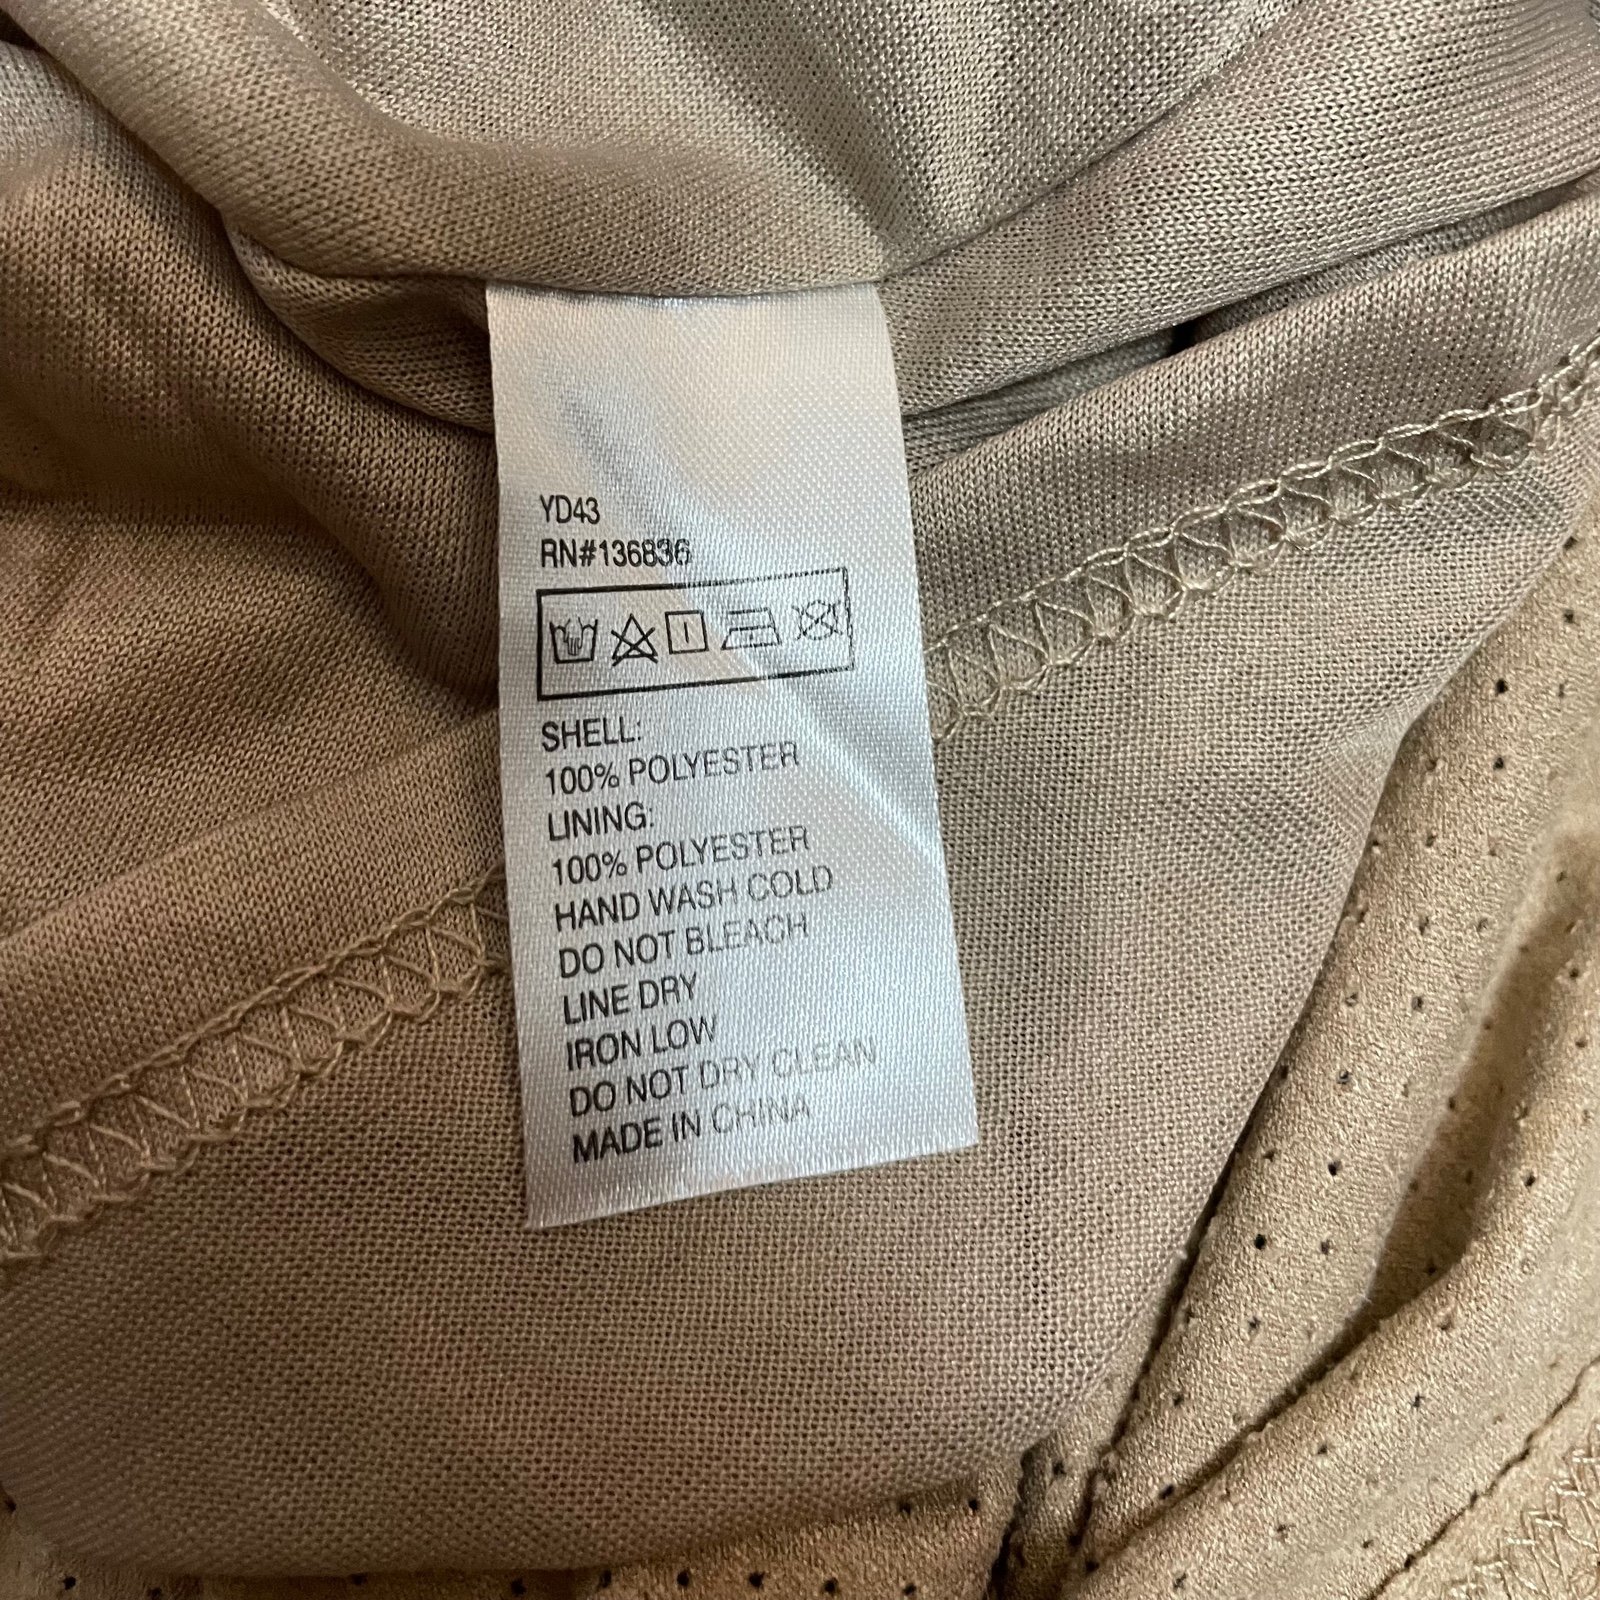 YD43
RN#136836
SHELL:
100% POLYESTER
LINING:
100% POLYESTER
HAND WASH COLD
DO NOT BLEACH
LINE DRY
IRON LOW
DO NOT DRY CLEAN
MADE IN CHINA